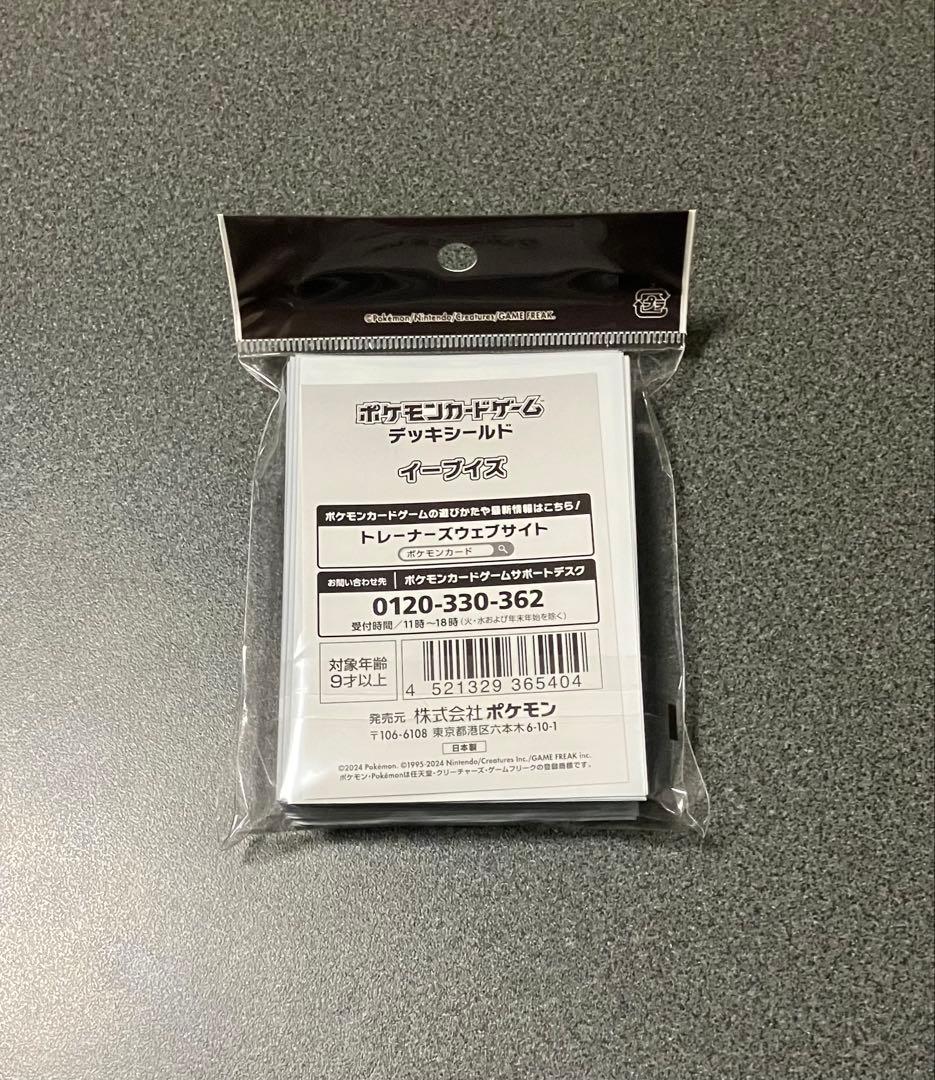 ©Pokémon/Nintendo/Creatures/GAME FREAK.
プラ
ポケモンカードゲーム
デッキシールド
イーブイズ
ポケモンカードゲームの遊びかたや最新情報はこちら!
トレーナーズウェブサイト
ポケモンカード
お問い合わせ先 ポケモンカードゲームサポートデスク
0120-330-362
受付時間/11時~18時(火・水および年末年始を除く)
対象年齢
9才以上
4 521329 365404
発売元 株式会社ポケモン
〒106-6108 東京都港区六本木6-10-1
日本製
©2024 Pokémon. ©1995-2024 Nintendo/Creatures Inc./GAME FREAK inc.
ポケモン・Pokémonは任天堂・クリーチャーズ・ゲームフリークの登録商標です。